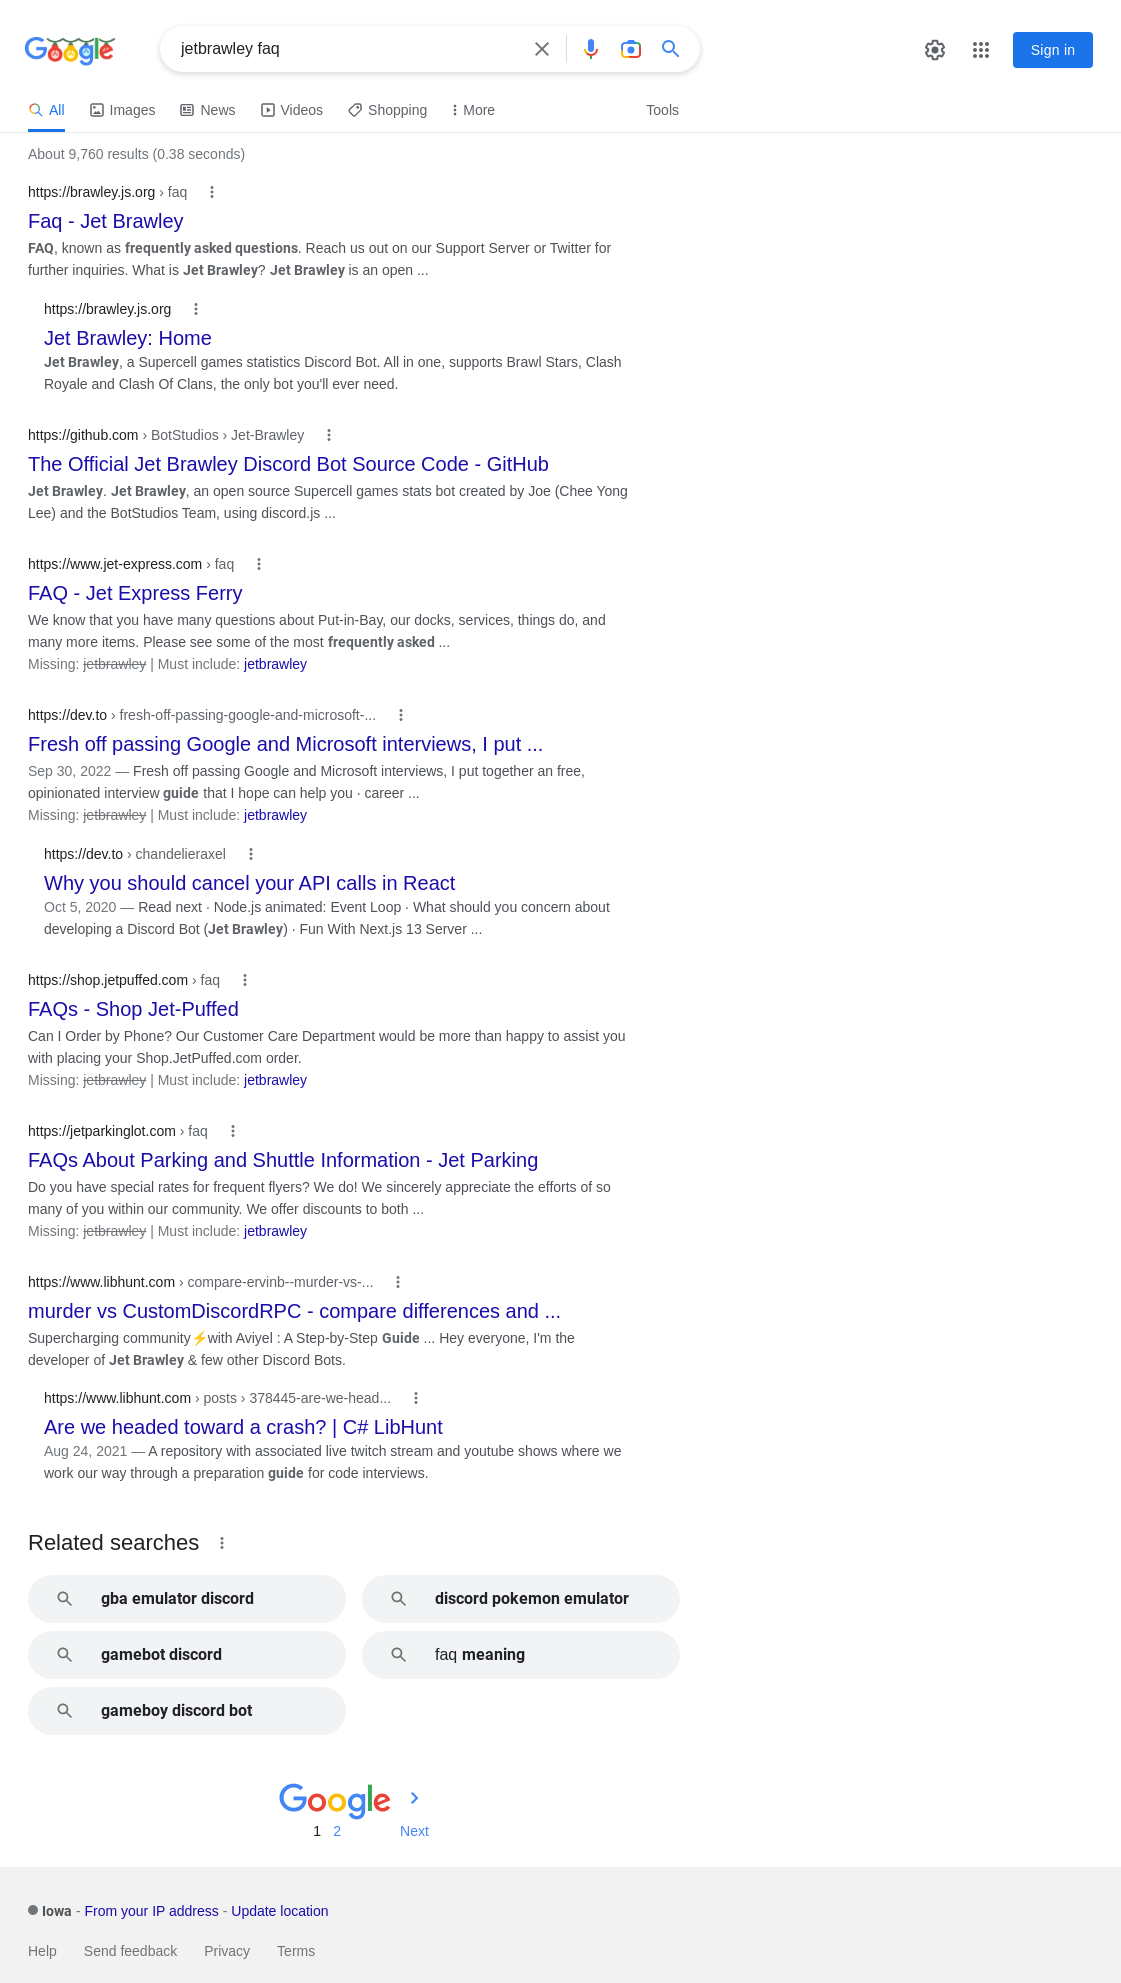 Google
jetbrawley faq
Sign in
All
Images
News
Videos
Shopping
More
Tools
About 9,760 results (0.38 seconds)
https://brawley.js.org › faq
Faq - Jet Brawley
FAQ, known as frequently asked questions. Reach us out on our Support Server or Twitter for
further inquiries. What is Jet Brawley? Jet Brawley is an open ...
https://brawley.js.org
Jet Brawley: Home
Jet Brawley, a Supercell games statistics Discord Bot. All in one, supports Brawl Stars, Clash
Royale and Clash Of Clans, the only bot you'll ever need.
https://github.com › BotStudios › Jet-Brawley
The Official Jet Brawley Discord Bot Source Code - GitHub
Jet Brawley. Jet Brawley, an open source Supercell games stats bot created by Joe (Chee Yong
Lee) and the BotStudios Team, using discord.js ...
https://www.jet-express.com › faq
FAQ - Jet Express Ferry
We know that you have many questions about Put-in-Bay, our docks, services, things do, and
many more items. Please see some of the most frequently asked ...
Missing: jetbrawley | Must include: jetbrawley
https://dev.to › fresh-off-passing-google-and-microsoft-...
Fresh off passing Google and Microsoft interviews, I put ...
Sep 30, 2022 — Fresh off passing Google and Microsoft interviews, I put together an free,
opinionated interview guide that I hope can help you · career ...
Missing: jetbrawley | Must include: jetbrawley
https://dev.to › chandelieraxel
Why you should cancel your API calls in React
Oct 5, 2020 — Read next · Node.js animated: Event Loop · What should you concern about
developing a Discord Bot (Jet Brawley) · Fun With Next.js 13 Server ...
https://shop.jetpuffed.com › faq
FAQs - Shop Jet-Puffed
Can I Order by Phone? Our Customer Care Department would be more than happy to assist you
with placing your Shop.JetPuffed.com order.
Missing: jetbrawley | Must include: jetbrawley
https://jetparkinglot.com › faq
FAQs About Parking and Shuttle Information - Jet Parking
Do you have special rates for frequent flyers? We do! We sincerely appreciate the efforts of so
many of you within our community. We offer discounts to both ...
Missing: jetbrawley | Must include: jetbrawley
https://www.libhunt.com › compare-ervinb--murder-vs-...
murder vs CustomDiscordRPC - compare differences and ...
Supercharging community⚡with Aviyel : A Step-by-Step Guide ... Hey everyone, I'm the
developer of Jet Brawley & few other Discord Bots.
https://www.libhunt.com › posts › 378445-are-we-head...
Are we headed toward a crash? | C# LibHunt
Aug 24, 2021 — A repository with associated live twitch stream and youtube shows where we
work our way through a preparation guide for code interviews.
Related searches
gba emulator discord
discord pokemon emulator
gamebot discord
faq meaning
gameboy discord bot
Google
1 2 Next
Iowa - From your IP address - Update location
Help Send feedback Privacy Terms